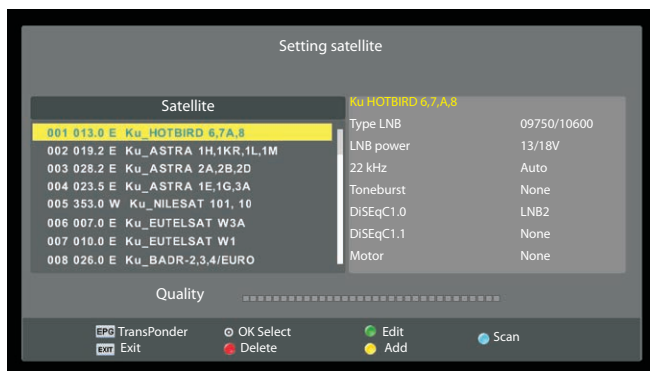 Setting satellite
Satellite
001 013.0 E Ku_HOTBIRD 6,7A,8
002 019.2 E Ku_ASTRA 1H,1KR,1L,1M
003 028.2 E Ku_ASTRA 2A,2B,2D
004 023.5 E Ku_ASTRA 1E,1G,3A
005 353.0 W Ku_NILESAT 101, 10
006 007.0 E Ku_EUTELSAT W3A
007 010.0 E Ku_EUTELSAT W1
008 026.0 E Ku_BADR-2,3,4/EURO
Ku HOTBIRD 6,7,A,8
Type LNB 09750/10600
LNB power 13/18V
22 kHz Auto
Toneburst None
DiSEqC1.0 LNB2
DiSEqC1.1 None
Motor None
Quality
EPG TransPonder OK Select Edit Scan
EXIT Exit Delete Add